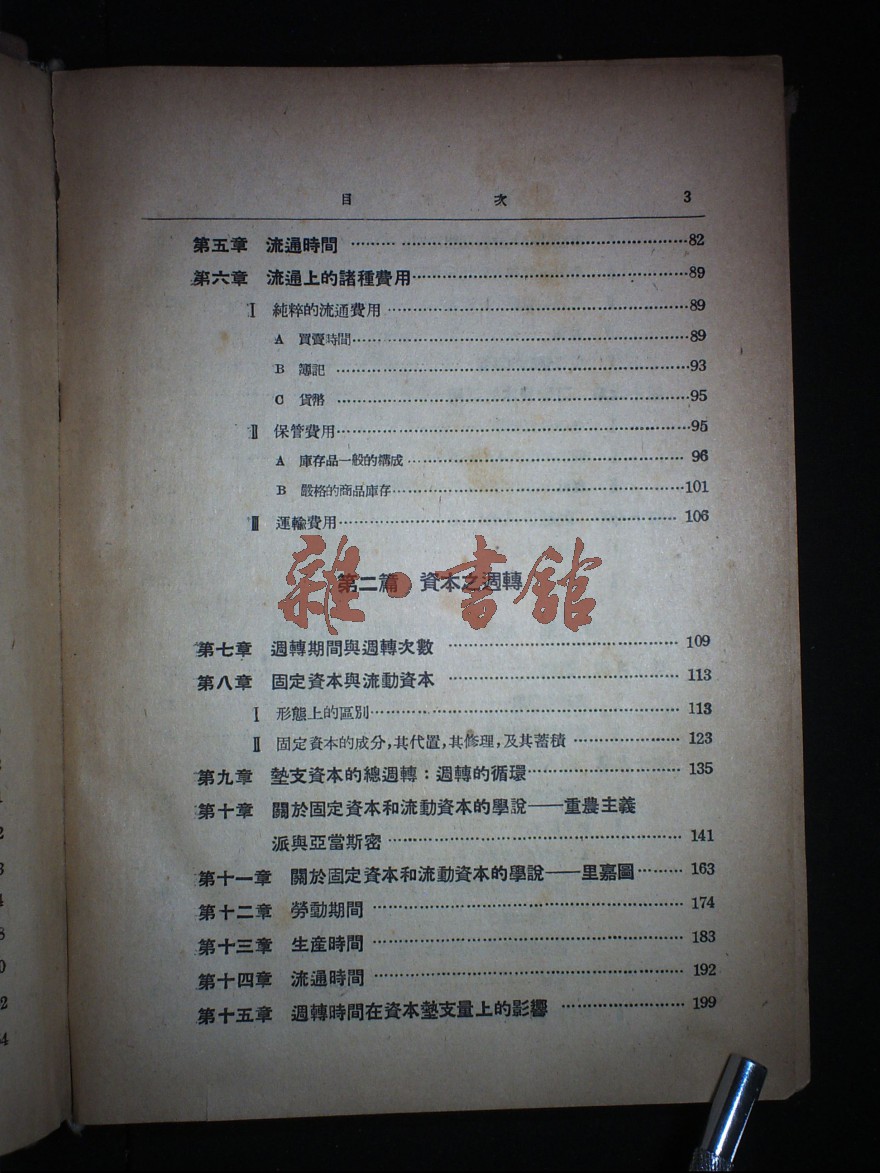 目 次 3
第五章 流通時間 82
第六章 流通上的諸種費用 89
I 純粹的流通費用 89
A 買賣時間 89
B 簿記 93
C 貨幣 95
II 保管費用 95
A 庫存品一般的構成 96
B 嚴格的商品庫存 101
III 運輸費用 106
雜·書館
第二篇 資本之週轉
第七章 週轉期間與週轉次數 109
第八章 固定資本與流動資本 113
I 形態上的區別 113
II 固定資本的成分,其代置,其修理,及其蓄積 123
第九章 墊支資本的總週轉:週轉的循環 135
第十章 關於固定資本和流動資本的學說——重農主義
派與亞當斯密 141
第十一章 關於固定資本和流動資本的學說——里嘉圖 163
第十二章 勞動期間 174
第十三章 生產時間 183
第十四章 流通時間 192
第十五章 週轉時間在資本墊支量上的影響 199